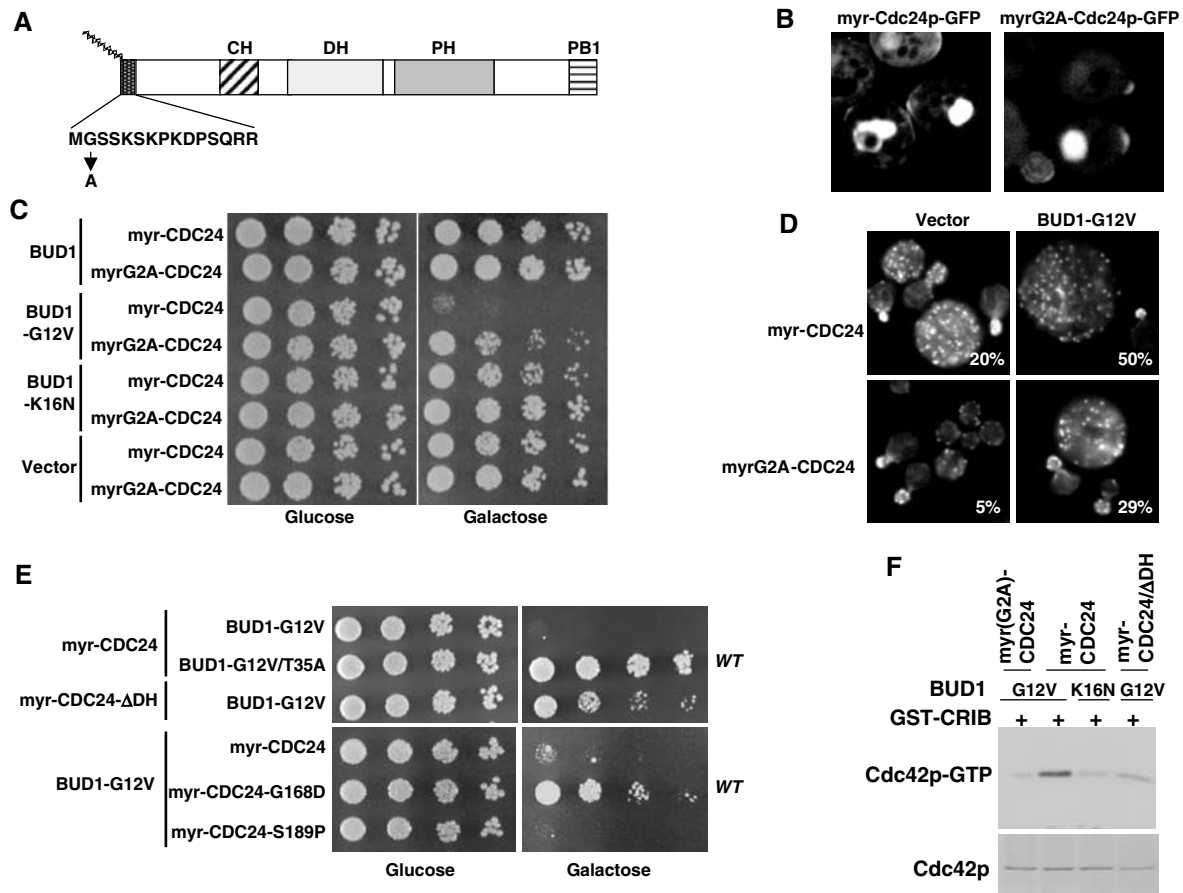 A
CH
DH
PH
PB1
MGSSKSKPKDPSQRR
A
B
myr-Cdc24p-GFP
myrG2A-Cdc24p-GFP
C
BUD1
myr-CDC24
myrG2A-CDC24
BUD1
-G12V
myr-CDC24
myrG2A-CDC24
BUD1
-K16N
myr-CDC24
myrG2A-CDC24
Vector
myr-CDC24
myrG2A-CDC24
Glucose
Galactose
D
Vector
BUD1-G12V
myr-CDC24
20%
50%
myrG2A-CDC24
5%
29%
E
myr-CDC24
BUD1-G12V
BUD1-G12V/T35A
WT
myr-CDC24-ΔDH
BUD1-G12V
BUD1-G12V
myr-CDC24
myr-CDC24-G168D
WT
myr-CDC24-S189P
Glucose
Galactose
F
myr(G2A)-
CDC24
myr-
CDC24
myr-
CDC24/ΔDH
BUD1
G12V
K16N
G12V
GST-CRIB
+ + + +
Cdc42p-GTP
Cdc42p